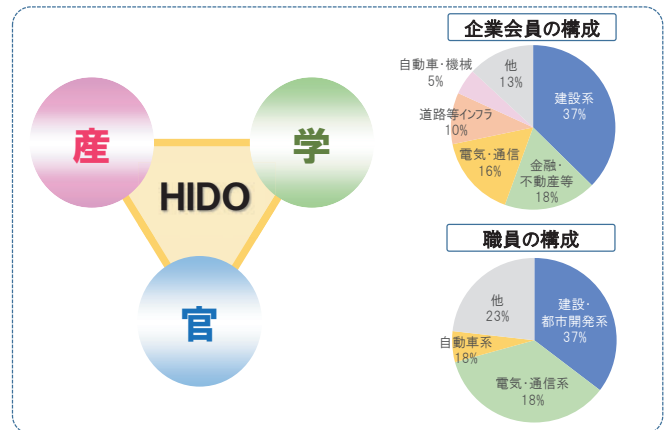 産
学
HIDO
官
企業会員の構成
建設系
37%
金融・
不動産等
18%
電気・通信
16%
道路等インフラ
10%
自動車・機械
5%
他
13%
職員の構成
建設・
都市開発系
37%
電気・通信系
18%
自動車系
18%
他
23%